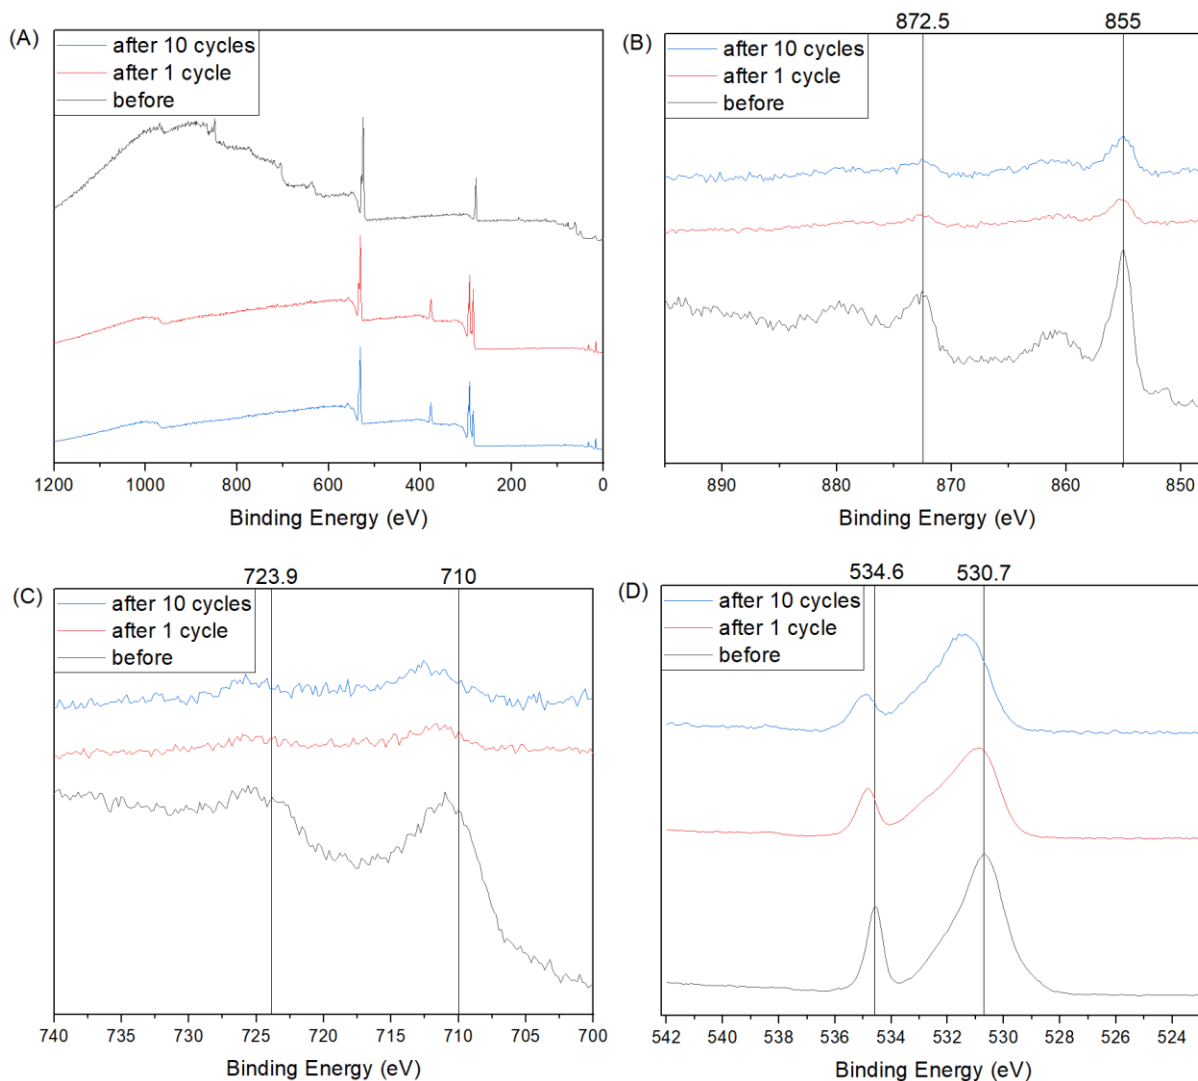 (A)
after 10 cycles
after 1 cycle
before
1200 1000 800 600 400 200 0
Binding Energy (eV)
872.5 855
(B)
after 10 cycles
after 1 cycle
before
890 880 870 860 850
Binding Energy (eV)
723.9 710
(C)
after 10 cycles
after 1 cycle
before
740 730 720 710 700
Binding Energy (eV)
534.6 530.7
(D)
after 10 cycles
after 1 cycle
before
542 540 538 536 534 532 530 528 526 524
Binding Energy (eV)